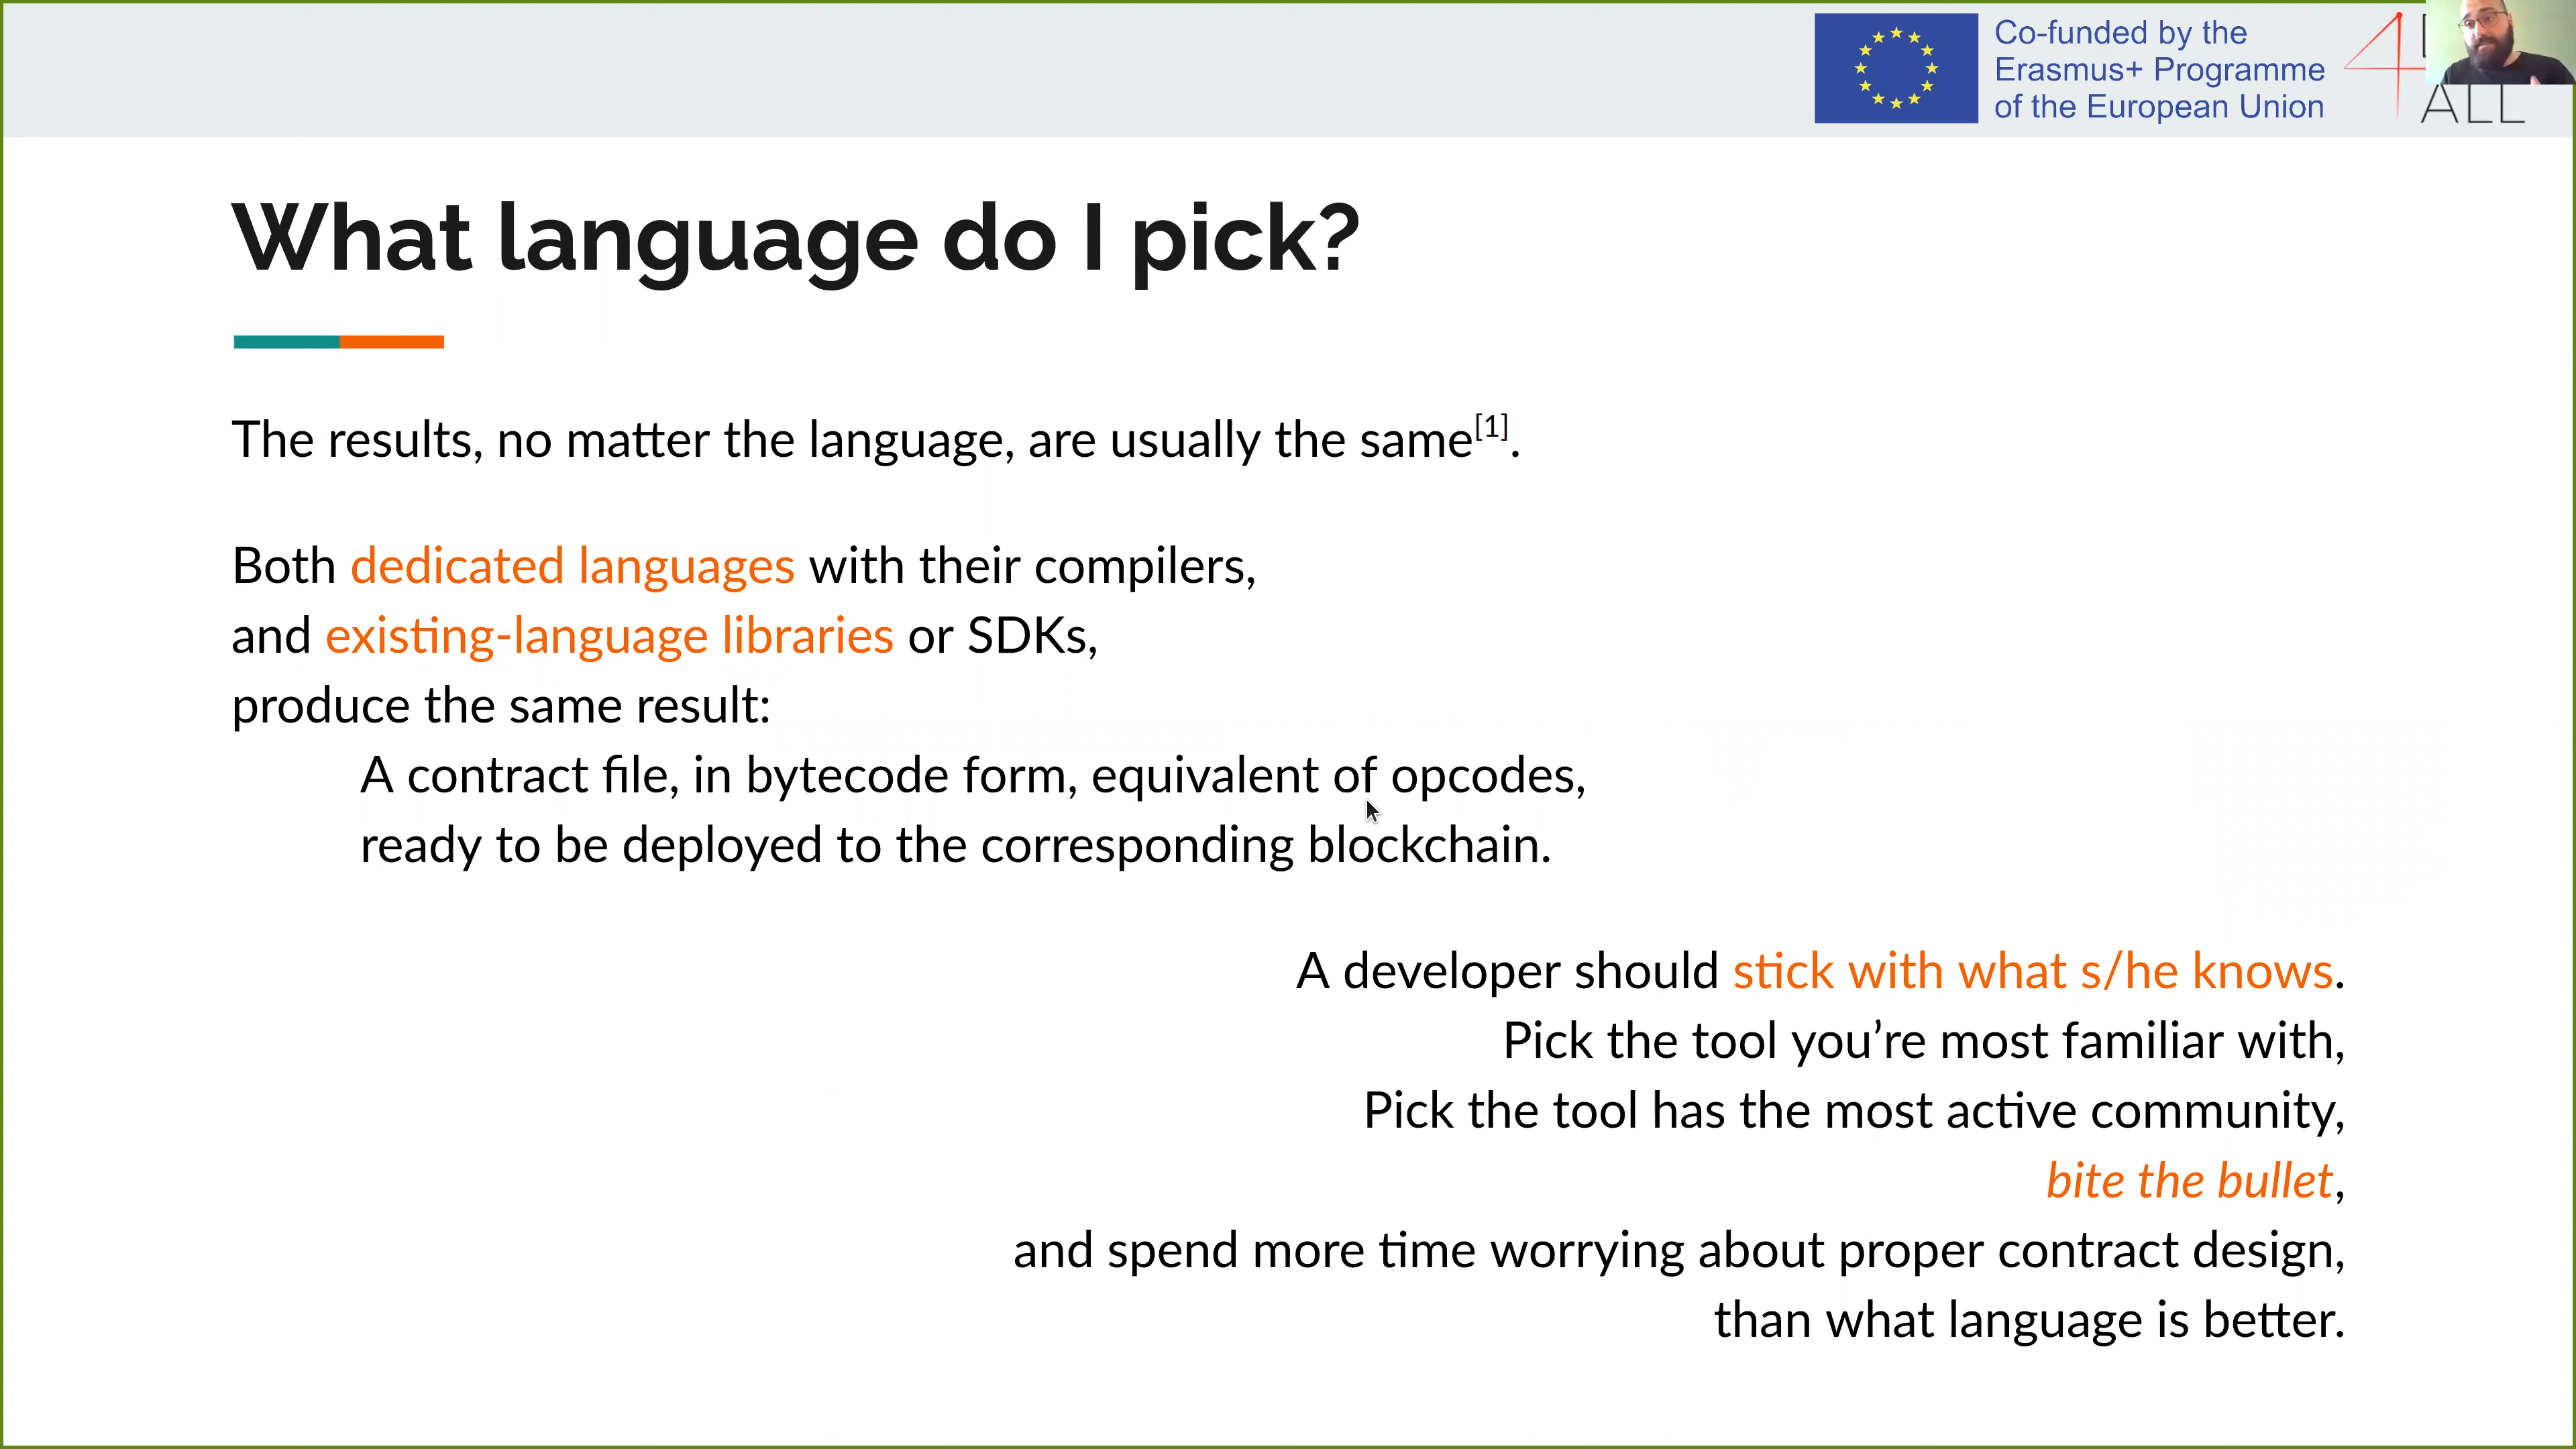 Co-funded by the
Erasmus+ Programme
of the European Union
4
ALL
What language do I pick?
The results, no matter the language, are usually the same[1].
Both dedicated languages with their compilers,
and existing-language libraries or SDKs,
produce the same result:
A contract file, in bytecode form, equivalent of opcodes,
ready to be deployed to the corresponding blockchain.
A developer should stick with what s/he knows.
Pick the tool you’re most familiar with,
Pick the tool has the most active community,
bite the bullet,
and spend more time worrying about proper contract design,
than what language is better.